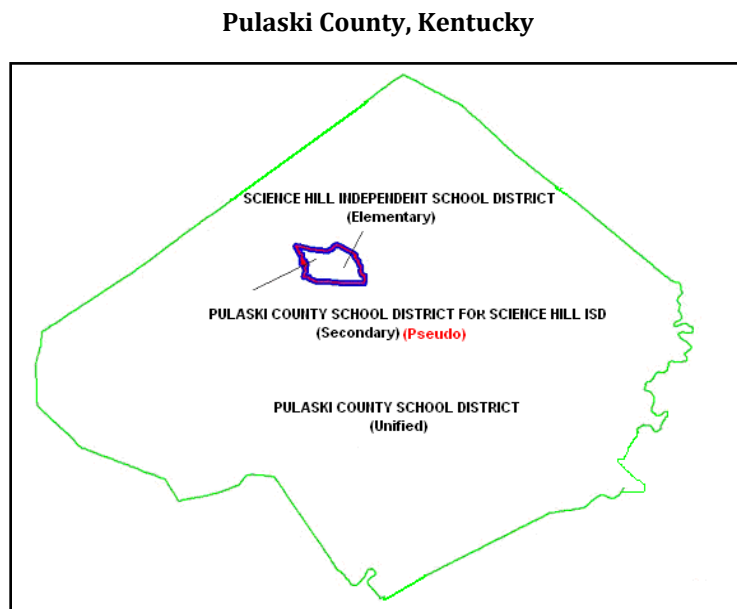 Pulaski County, Kentucky
SCIENCE HILL INDEPENDENT SCHOOL DISTRICT
(Elementary)
PULASKI COUNTY SCHOOL DISTRICT FOR SCIENCE HILL ISD
(Secondary) (Pseudo)
PULASKI COUNTY SCHOOL DISTRICT
(Unified)